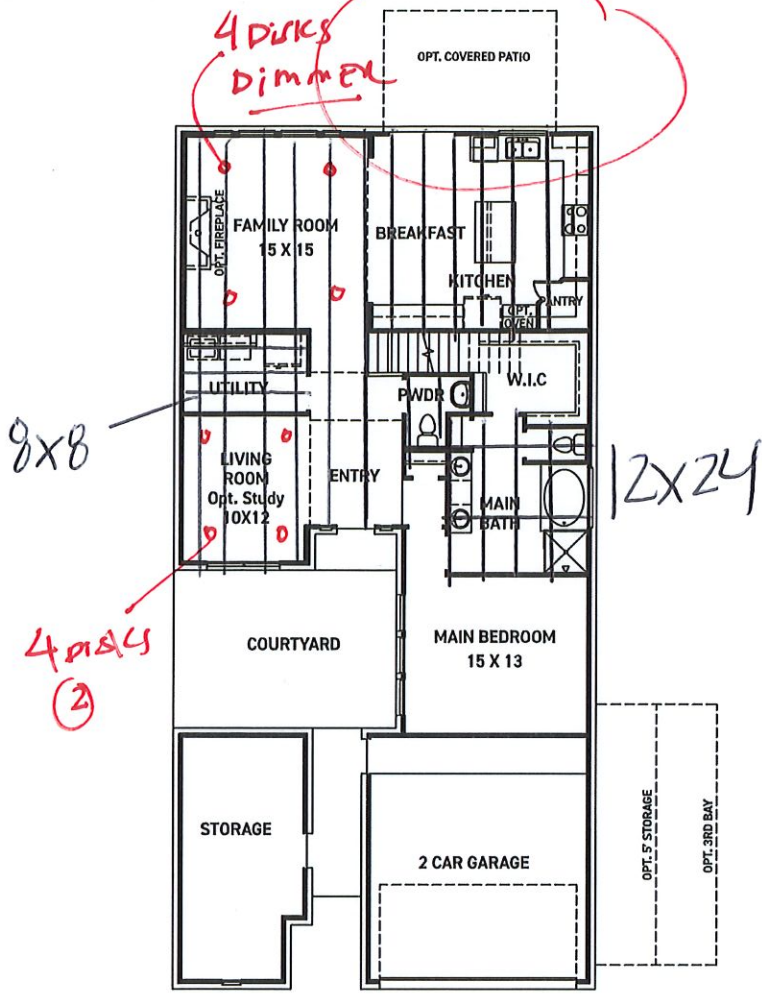 4 DISKS
DIMMER
OPT. COVERED PATIO
OPT. FIREPLACE
FAMILY ROOM
15 X 15
BREAKFAST
KITCHEN
PANTRY
OPT.
OVEN
W.I.C
UTILITY
PWDR
8X8
LIVING
ROOM
Opt. Study
10X12
ENTRY
MAIN
BATH
12X24
4 DISKS
2
COURTYARD
MAIN BEDROOM
15 X 13
STORAGE
2 CAR GARAGE
OPT. 5' STORAGE
OPT. 3RD BAY